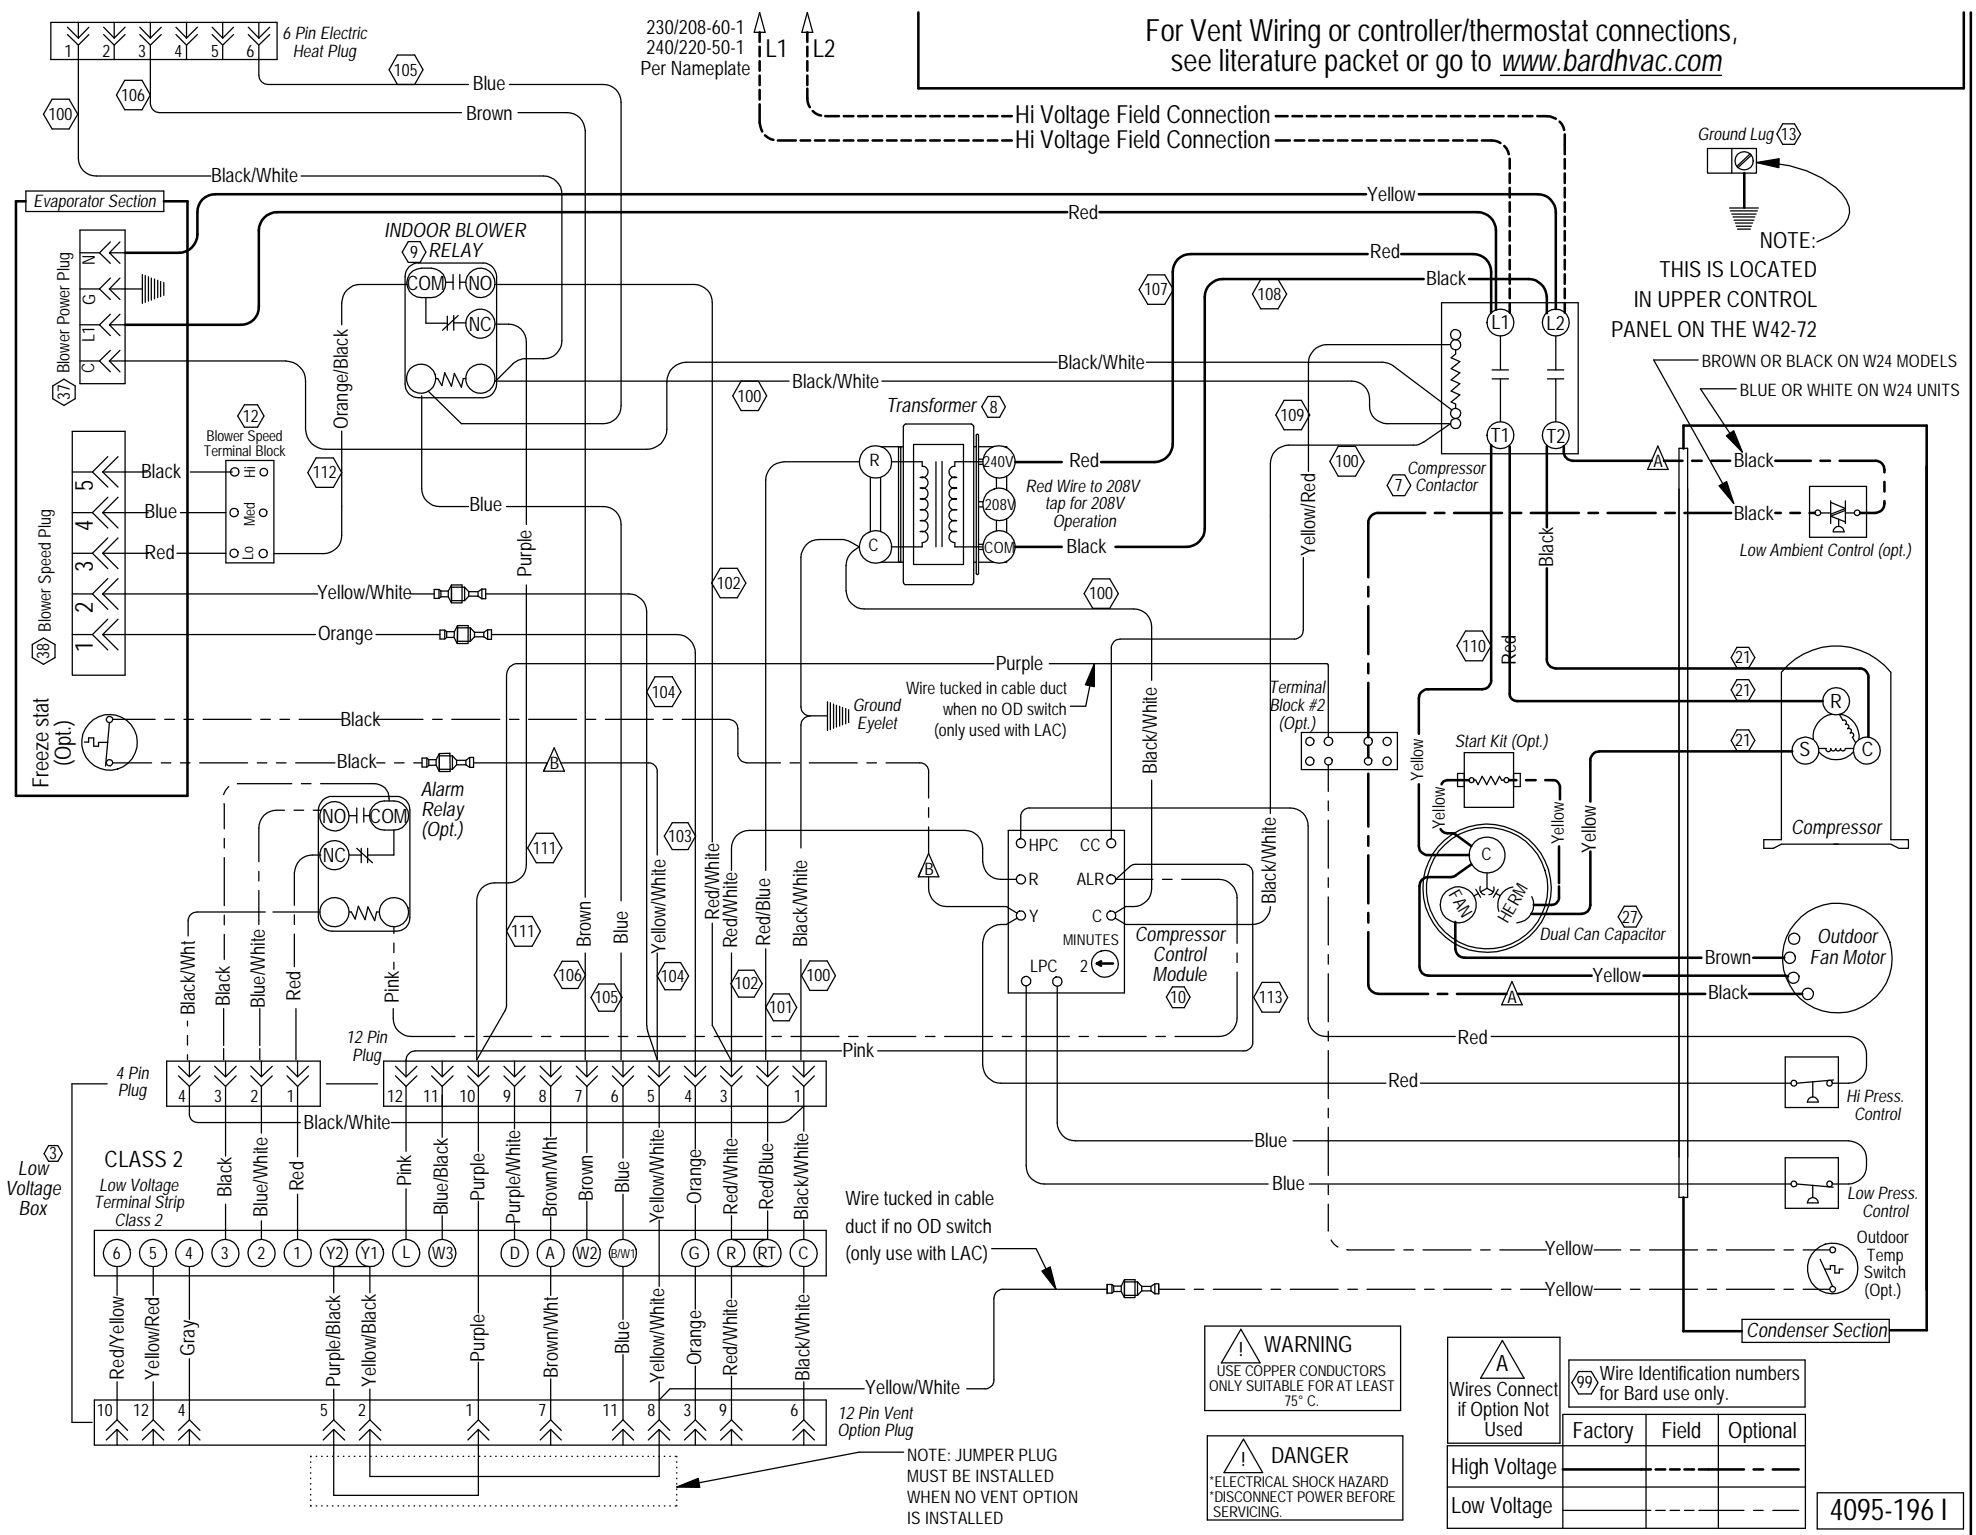 6 Pin Electric
Heat Plug
1 2 3 4 5 6
105
106
100
Blue
Brown
Black/White
230/208-60-1
240/220-50-1
Per Nameplate
L1 L2
For Vent Wiring or controller/thermostat connections,
see literature packet or go to www.bardhvac.com
Hi Voltage Field Connection
Hi Voltage Field Connection
Ground Lug 13
NOTE:
THIS IS LOCATED
IN UPPER CONTROL
PANEL ON THE W42-72
BROWN OR BLACK ON W24 MODELS
BLUE OR WHITE ON W24 UNITS
Evaporator Section
Yellow
Red
INDOOR BLOWER
9 RELAY
COM NO
NC
37 Blower Power Plug
N
G
L1
C
Orange/Black
Red
Black
107
108
L1 L2
T1 T2
Black/White
Black/White
100
109
100
7 Compressor
Contactor
12
Blower Speed
Terminal Block
Hi
Med
Lo
112
38 Blower Speed Plug
5
4
3
2
1
Black
Blue
Red
Yellow/White
Orange
Blue
Purple
Transformer 8
R
C
240V
208V
COM
Red
Red Wire to 208V
tap for 208V
Operation
Black
Yellow/Red
102
100
A
Black
Black
Low Ambient Control (opt.)
Black
Red
110
21
21
21
R
S
C
Compressor
Purple
Wire tucked in cable duct
when no OD switch
(only used with LAC)
Ground
Eyelet
Black/White
104
Terminal
Block #2
(Opt.)
Start Kit (Opt.)
Yellow
Yellow
Yellow
Yellow
C
FAN
HERM
27
Dual Can Capacitor
Freeze stat
(Opt.)
Black
Black
B
Alarm
Relay
(Opt.)
NO COM
NC
111
103
B
HPC CC
R ALR
Y C
MINUTES
2
LPC
Compressor
Control
Module
10
Black/White
113
Outdoor
Fan Motor
Brown
Yellow
A
Black
Black/Wht
Black
Blue/White
Red
Pink
111
106
Brown
105
Blue
Yellow/White
104
Red/White
Red/White
102
Red/Blue
101
Black/White
100
Pink
Red
Red
Hi Press.
Control
4 Pin
Plug
4 3 2 1
12 Pin
Plug
12 11 10 9 8 7 6 5 4 3 1
Black/White
3
Low
Voltage
Box
CLASS 2
Low Voltage
Terminal Strip
Class 2
Black
Blue/White
Red
Pink
Blue/Black
Purple
Purple/White
Brown/Wht
Brown
Blue
Yellow/White
Orange
Red/White
Red/Blue
Black/White
Blue
Blue
Low Press.
Control
6 5 4 3 2 1 Y2 Y1 L W3 D A W2 B/W1 G R RT C
Wire tucked in cable
duct if no OD switch
(only use with LAC)
Yellow
Yellow
Outdoor
Temp
Switch
(Opt.)
Condenser Section
Red/Yellow
Yellow/Red
Gray
Purple/Black
Yellow/Black
Purple
Brown/Wht
Blue
Yellow/White
Orange
Red/White
Black/White
Yellow/White
10 12 4 5 2 1 7 11 8 3 9 6
12 Pin Vent
Option Plug
NOTE: JUMPER PLUG
MUST BE INSTALLED
WHEN NO VENT OPTION
IS INSTALLED
! WARNING
USE COPPER CONDUCTORS
ONLY SUITABLE FOR AT LEAST
75° C.
! DANGER
*ELECTRICAL SHOCK HAZARD
*DISCONNECT POWER BEFORE
SERVICING.
A
Wires Connect
if Option Not
Used
99 Wire Identification numbers
for Bard use only.
Factory Field Optional
High Voltage
Low Voltage
4095-196 I